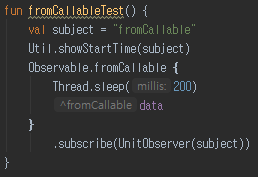 fun fromCallableTest() {
    val subject = "fromCallable"
    Util.showStartTime(subject)
    Observable.fromCallable {
        Thread.sleep( millis: 200)
        ^fromCallable data
    }
        .subscribe(UnitObserver(subject))
}